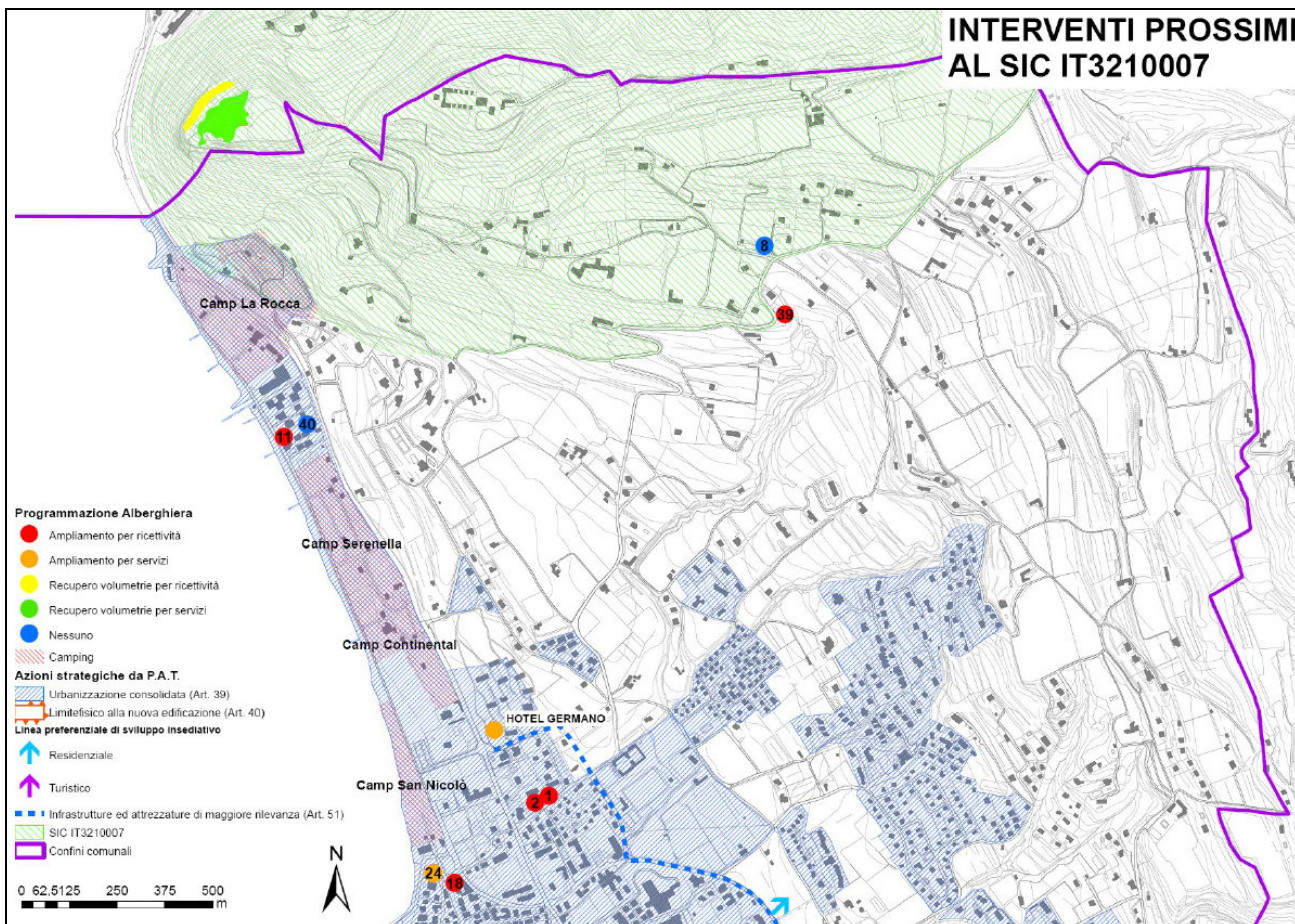 INTERVENTI PROSSIMI
AL SIC IT3210007
8
39
Camp La Rocca
40
11
Camp Serenella
Camp Continental
HOTEL GERMANO
Camp San Nicolò
1
2
24
18
Programmazione Alberghiera
Ampliamento per ricettività
Ampliamento per servizi
Recupero volumetrie per ricettività
Recupero volumetrie per servizi
Nessuno
Camping
Azioni strategiche da P.A.T.
Urbanizzazione consolidata (Art. 39)
Limitefisico alla nuova edificazione (Art. 40)
Linea preferenziale di sviluppo insediativo
Residenziale
Turistico
Infrastrutture ed attrezzature di maggiore rilevanza (Art. 51)
SIC IT3210007
Confini comunali
N
0 62,5125 250 375 500
m